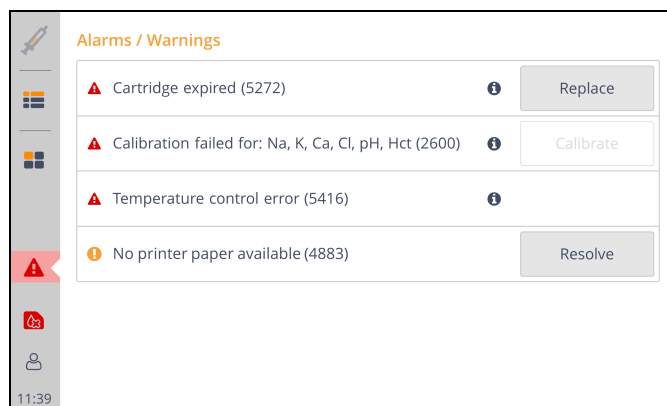 Alarms / Warnings
Cartridge expired (5272)
Replace
Calibration failed for: Na, K, Ca, Cl, pH, Hct (2600)
Calibrate
Temperature control error (5416)
No printer paper available (4883)
Resolve
11:39